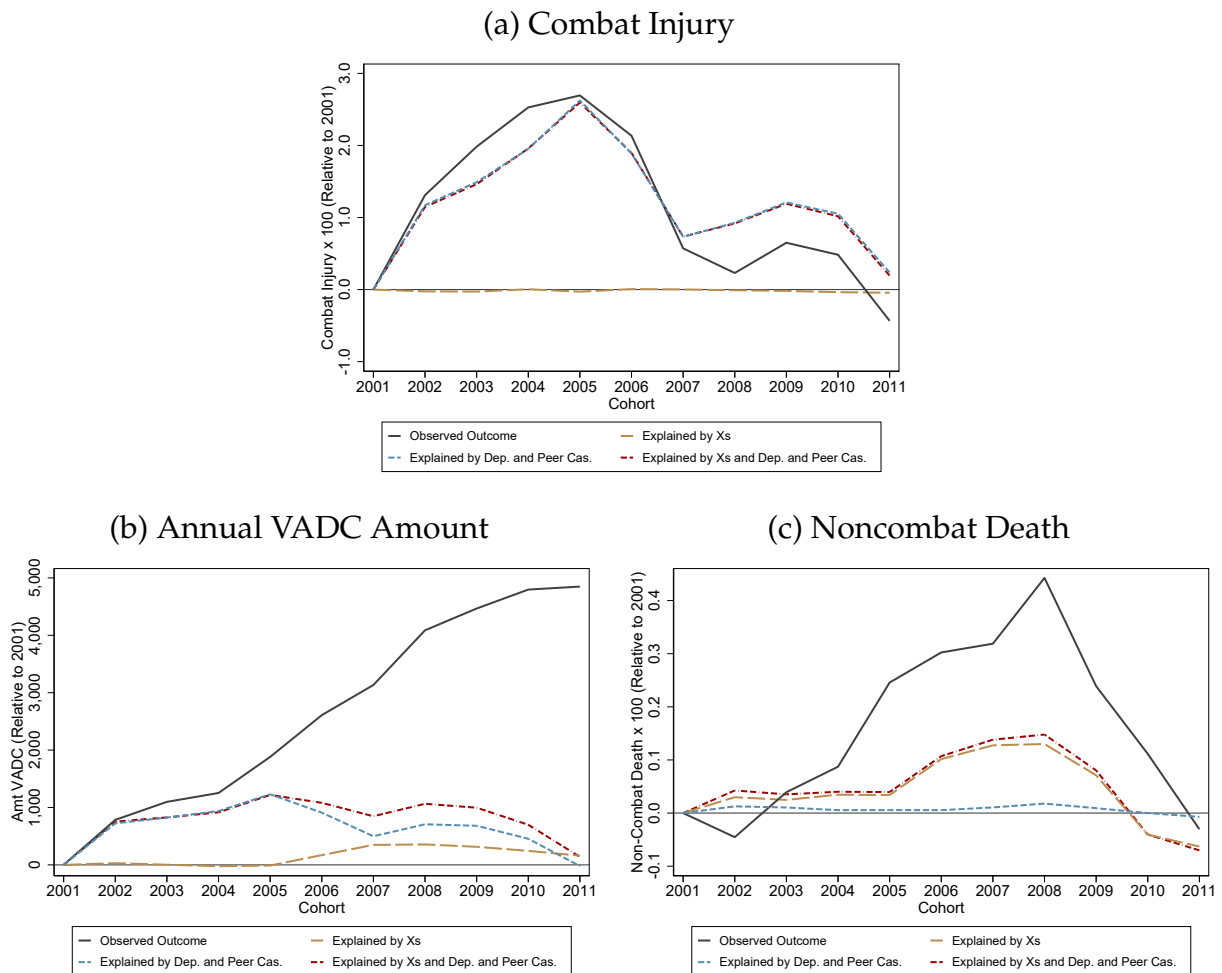 (a) Combat Injury
Combat Injury x 100 (Relative to 2001)
3.0
2.0
1.0
0.0
-1.0
2001 2002 2003 2004 2005 2006 2007 2008 2009 2010 2011
Cohort
Observed Outcome Explained by Xs
Explained by Dep. and Peer Cas. Explained by Xs and Dep. and Peer Cas.
(b) Annual VADC Amount
Amt VADC (Relative to 2001)
5,000
4,000
3,000
2,000
1,000
0
2001 2002 2003 2004 2005 2006 2007 2008 2009 2010 2011
Cohort
Observed Outcome Explained by Xs
Explained by Dep. and Peer Cas. Explained by Xs and Dep. and Peer Cas.
(c) Noncombat Death
Non-Combat Death x 100 (Relative to 2001)
0.4
0.3
0.2
0.1
0.0
-0.1
2001 2002 2003 2004 2005 2006 2007 2008 2009 2010 2011
Cohort
Observed Outcome Explained by Xs
Explained by Dep. and Peer Cas. Explained by Xs and Dep. and Peer Cas.